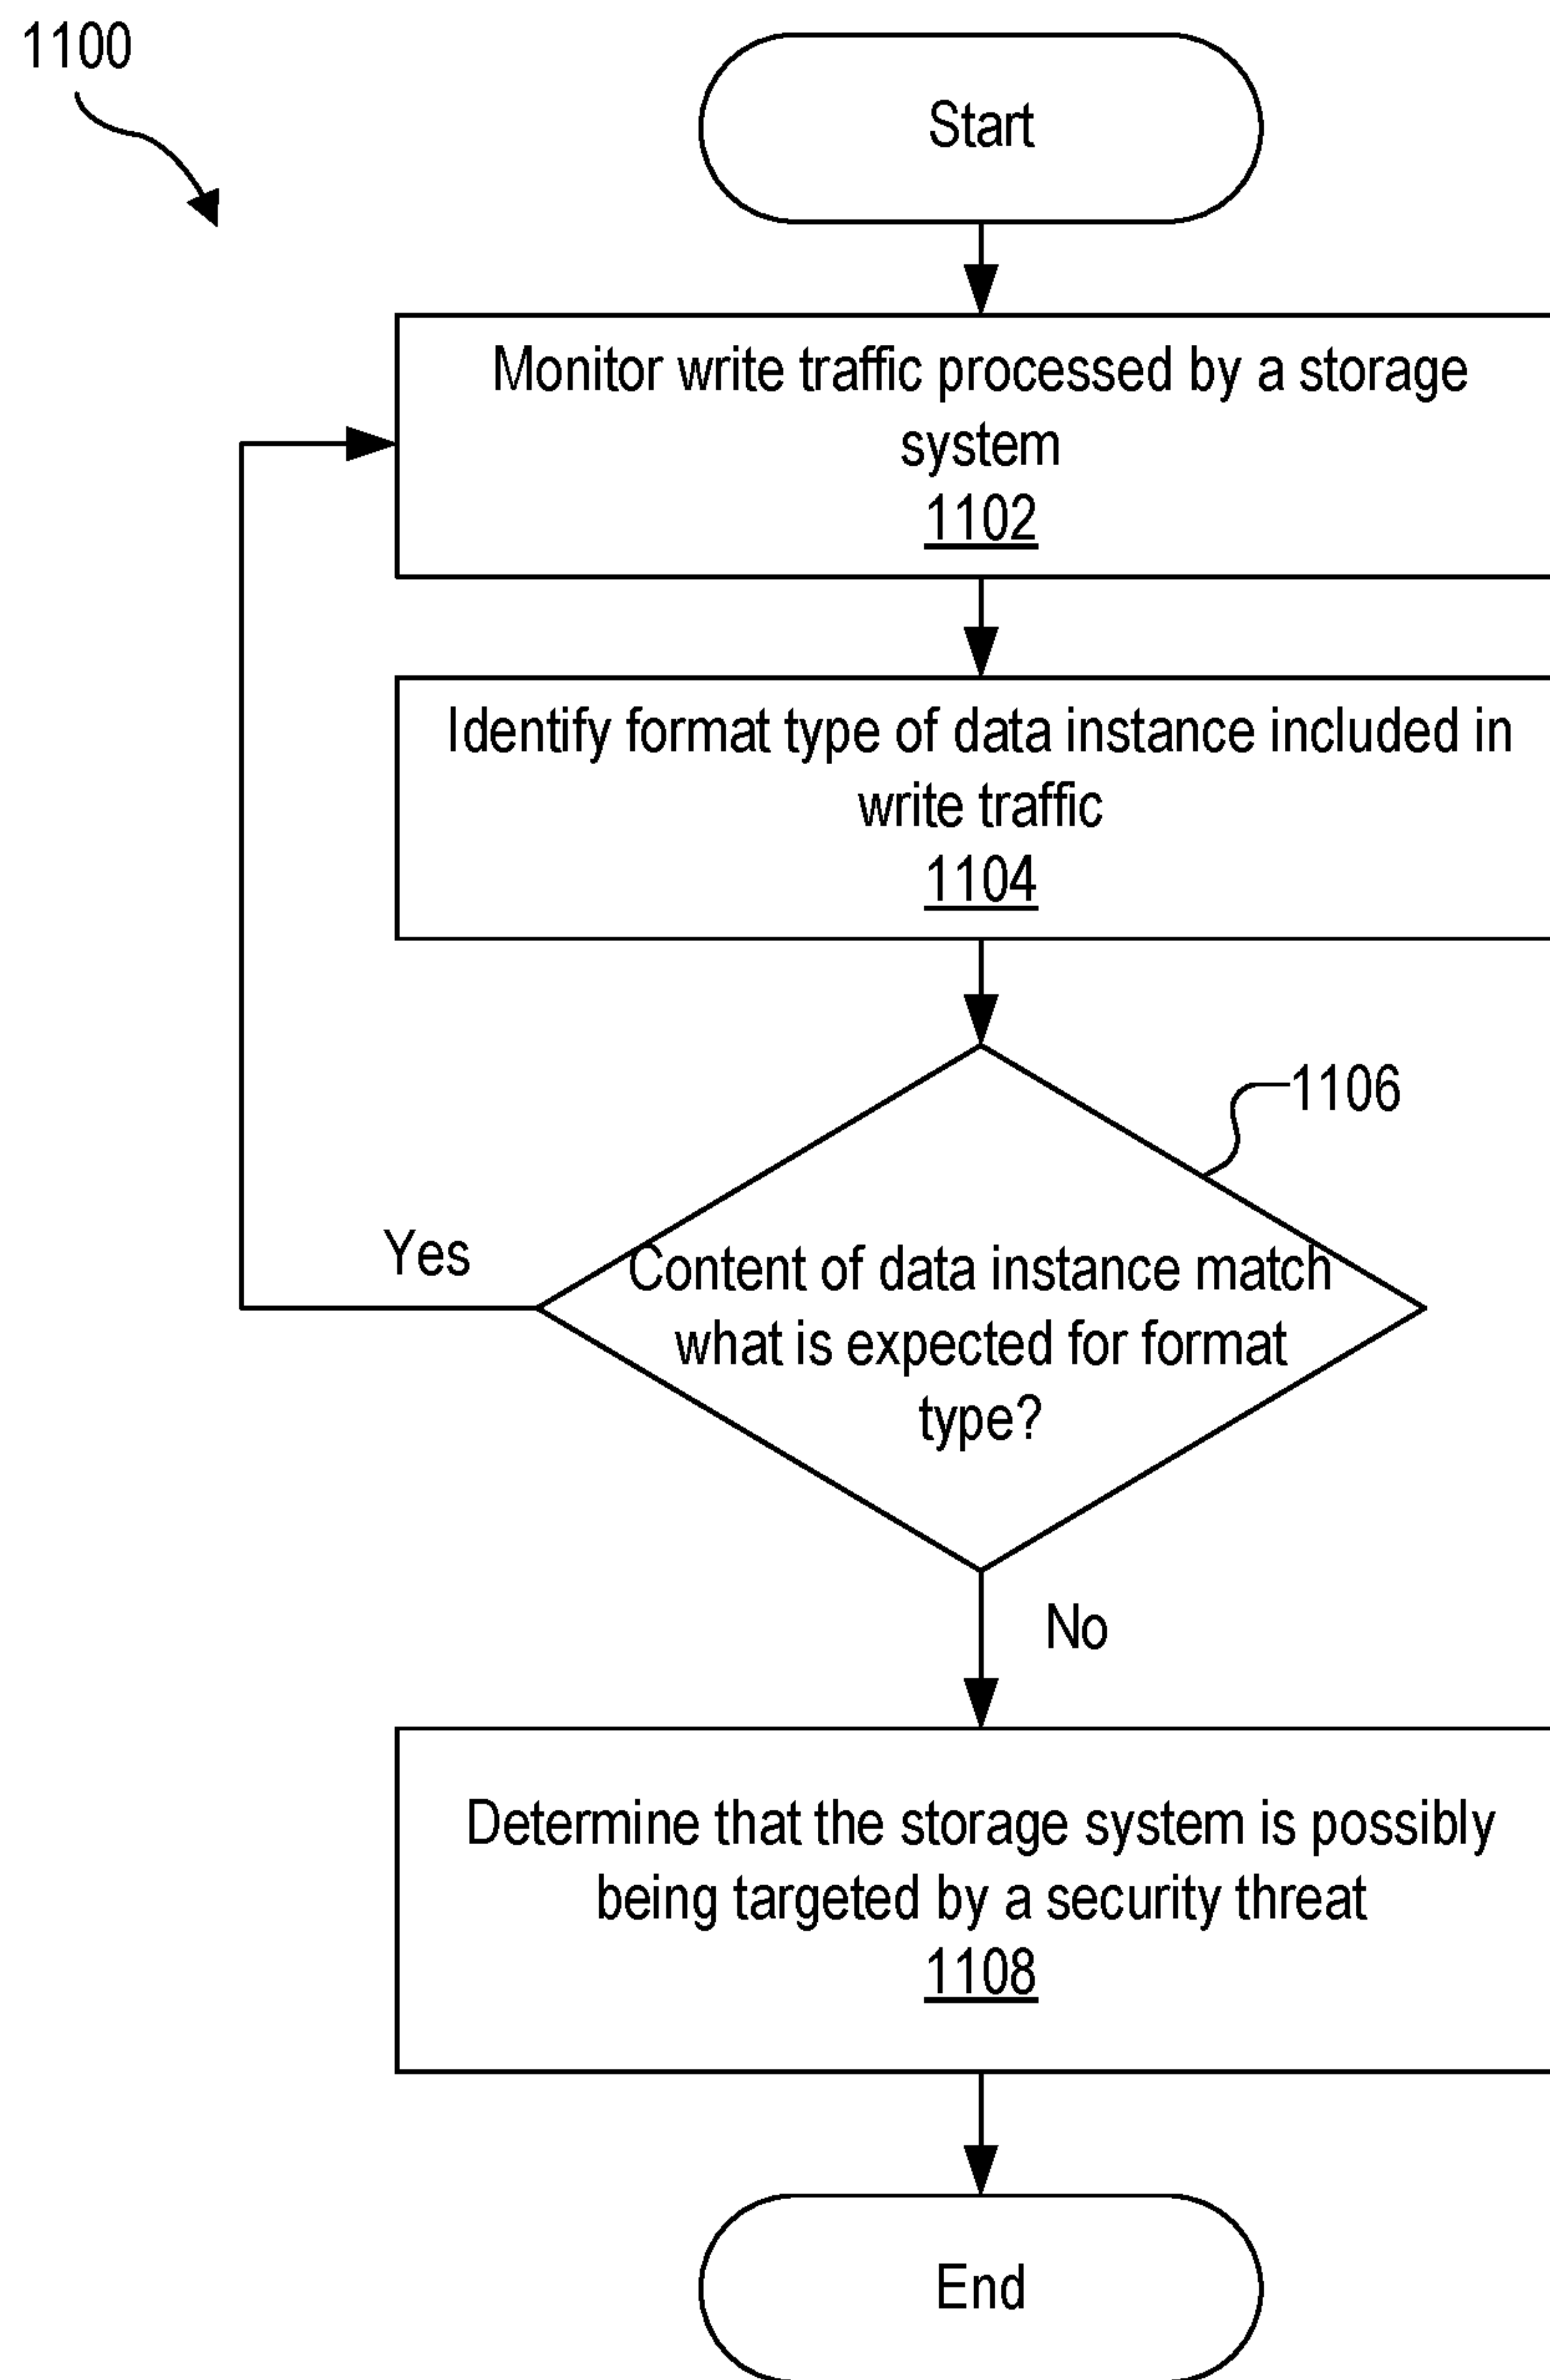 1100
Start
Monitor write traffic processed by a storage
system
1102
Identify format type of data instance included in
write traffic
1104
1106
Yes
Content of data instance match
what is expected for format
type?
No
Determine that the storage system is possibly
being targeted by a security threat
1108
End